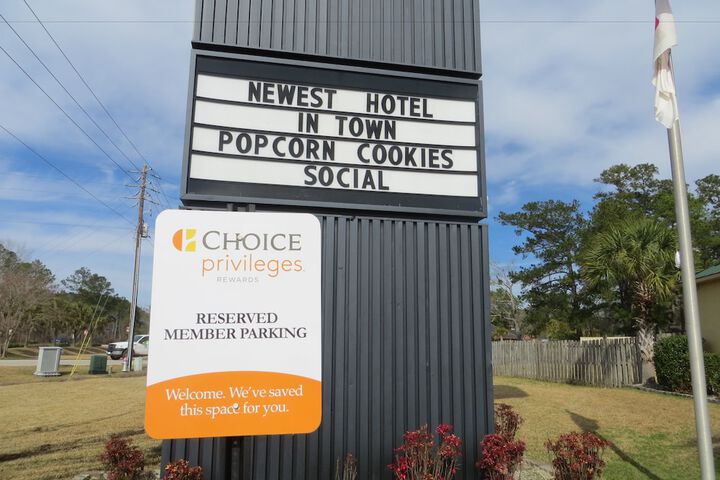 NEWEST HOTEL
IN TOWN
POPCORN COOKIES
SOCIAL
CHOICE
privileges
REWARDS
RESERVED
MEMBER PARKING
Welcome. We've saved
this space for you.